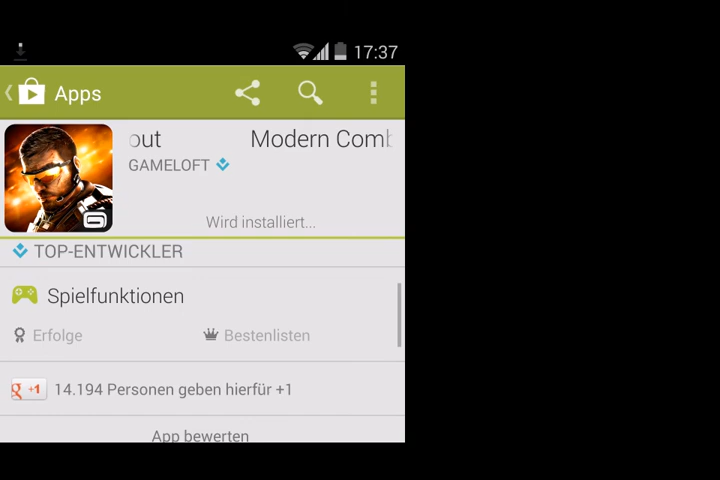 17:37
Apps
out Modern Comb
GAMELOFT
Wird installiert...
TOP-ENTWICKLER
Spielfunktionen
Erfolge Bestenlisten
g +1 14.194 Personen geben hierfür +1
App bewerten